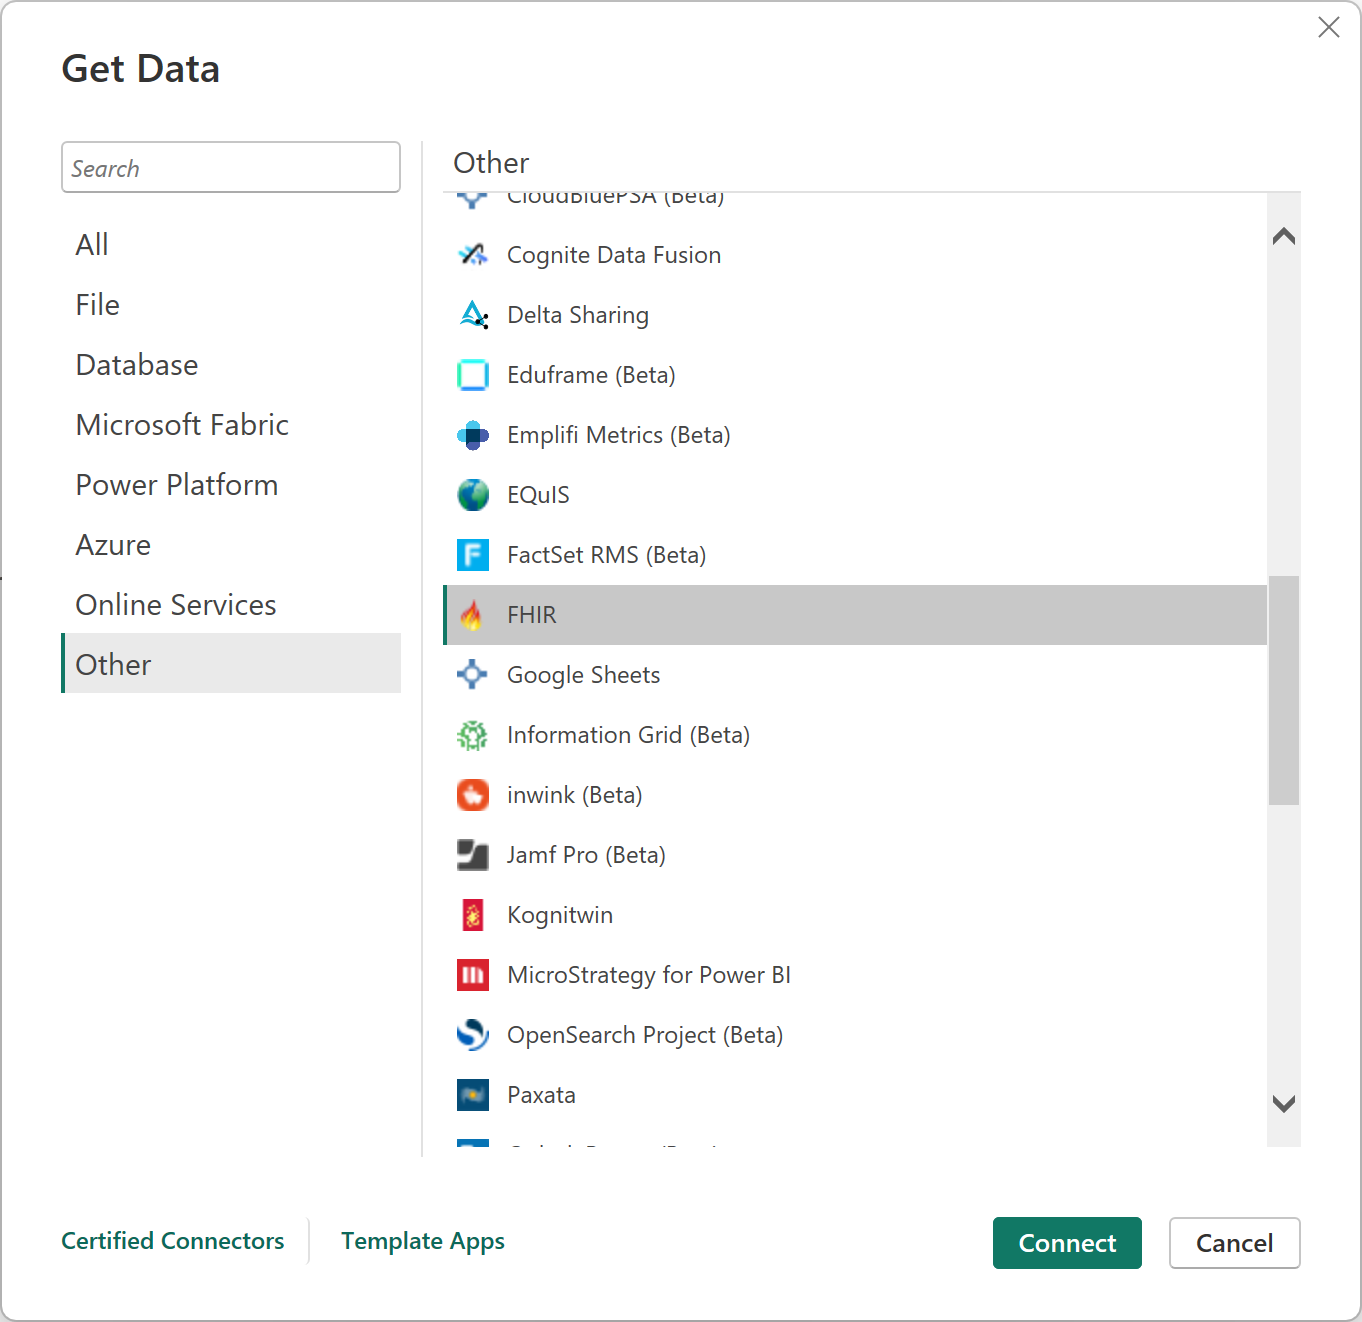 Get Data
Search
All
File
Database
Microsoft Fabric
Power Platform
Azure
Online Services
Other
Other
CloudBluePSA (Beta)
Cognite Data Fusion
Delta Sharing
Eduframe (Beta)
Emplifi Metrics (Beta)
EQuIS
FactSet RMS (Beta)
FHIR
Google Sheets
Information Grid (Beta)
inwink (Beta)
Jamf Pro (Beta)
Kognitwin
MicroStrategy for Power BI
OpenSearch Project (Beta)
Paxata
Certified Connectors
Template Apps
Connect
Cancel